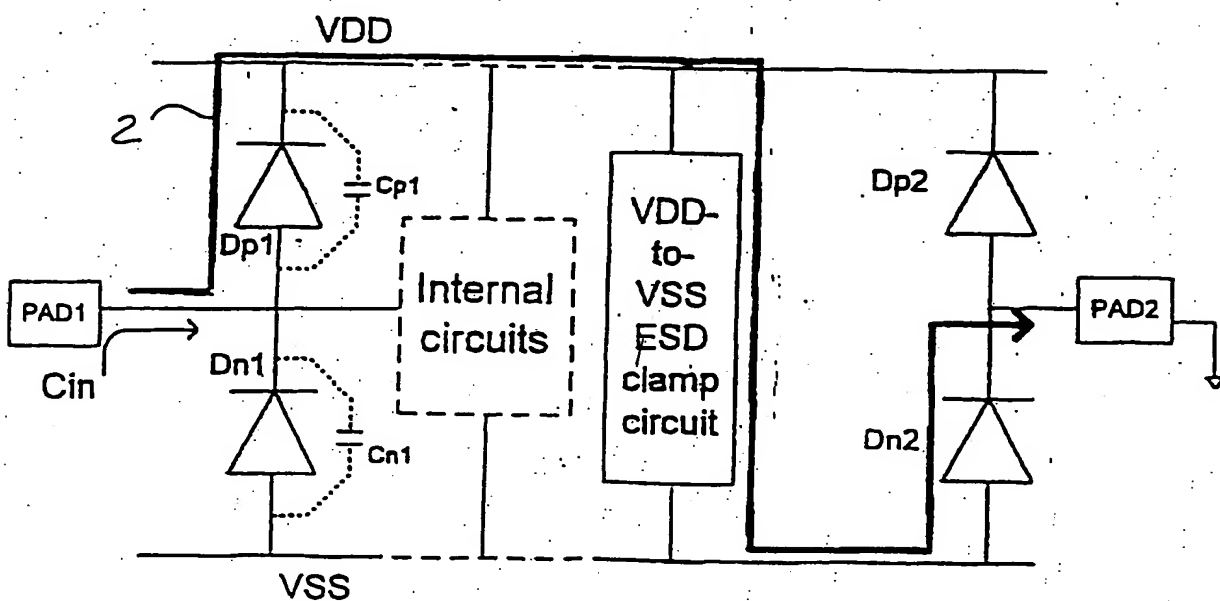 VDD
2
Cp1
Dp1
Dp2
VDD-
to-
VSS
ESD
clamp
circuit
Internal
circuits
PAD1
PAD2
Cin
Dn1
Cn1
Dn2
VSS